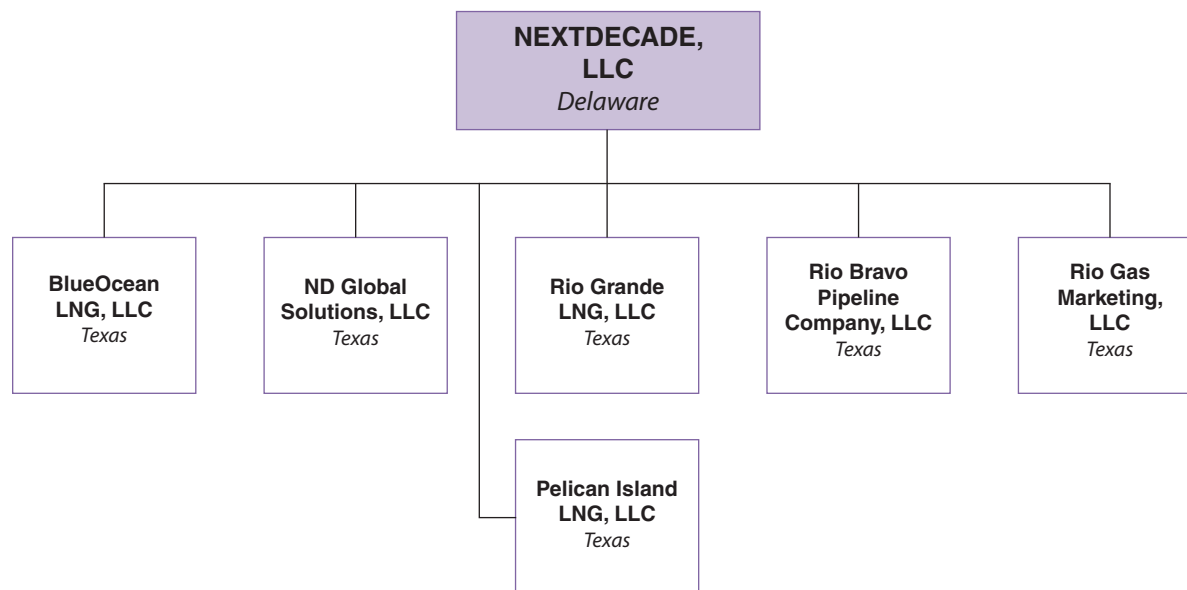 NEXTDECADE,
LLC
Delaware
BlueOcean
LNG, LLC
Texas
ND Global
Solutions, LLC
Texas
Rio Grande
LNG, LLC
Texas
Rio Bravo
Pipeline
Company, LLC
Texas
Rio Gas
Marketing,
LLC
Texas
Pelican Island
LNG, LLC
Texas